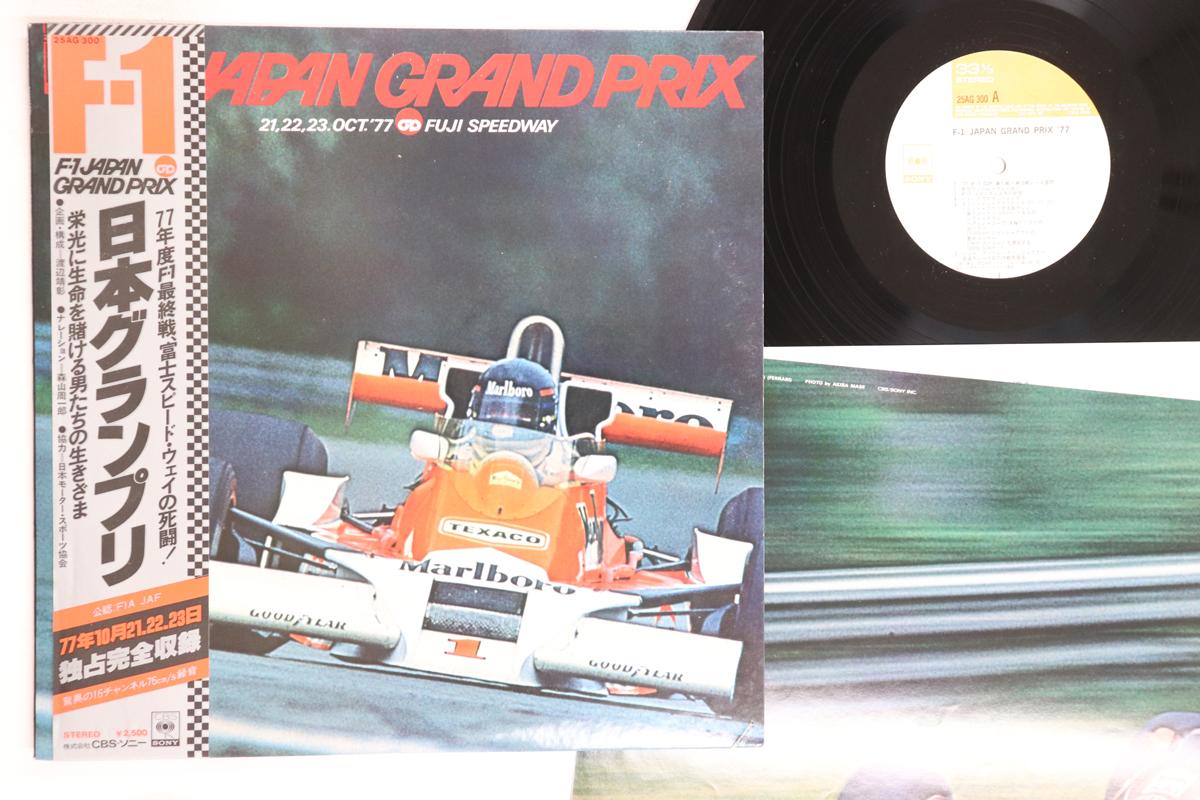 25AG 300
F-1
F-1 JAPAN
GRAND PRIX
77年度F-1最終戦、富士スピード・ウェイの死闘!
日本グランプリ
栄光に生命を賭ける男たちの生きざま
●企画・構成—渡辺靖彰 ●ナレーション—森山周一郎 ●協力—日本モーター・スポーツ協会
公認:FIA JAF
77年10月21.22.23日
独占完全収録
驚異の16チャンネル76cm/s録音
STEREO ¥2,500
株式会社 CBS・ソニー
CBS
SONY
JAPAN GRAND PRIX
21,22,23.OCT.'77 FUJI SPEEDWAY
Marlboro
TEXACO
Marlboro
GOODYEAR
1
GOODYEAR
33⅓
STEREO
25AG 300 A
F-1 JAPAN GRAND PRIX '77
SONY
PHOTO by AKIRA MASE
CBS/SONY INC